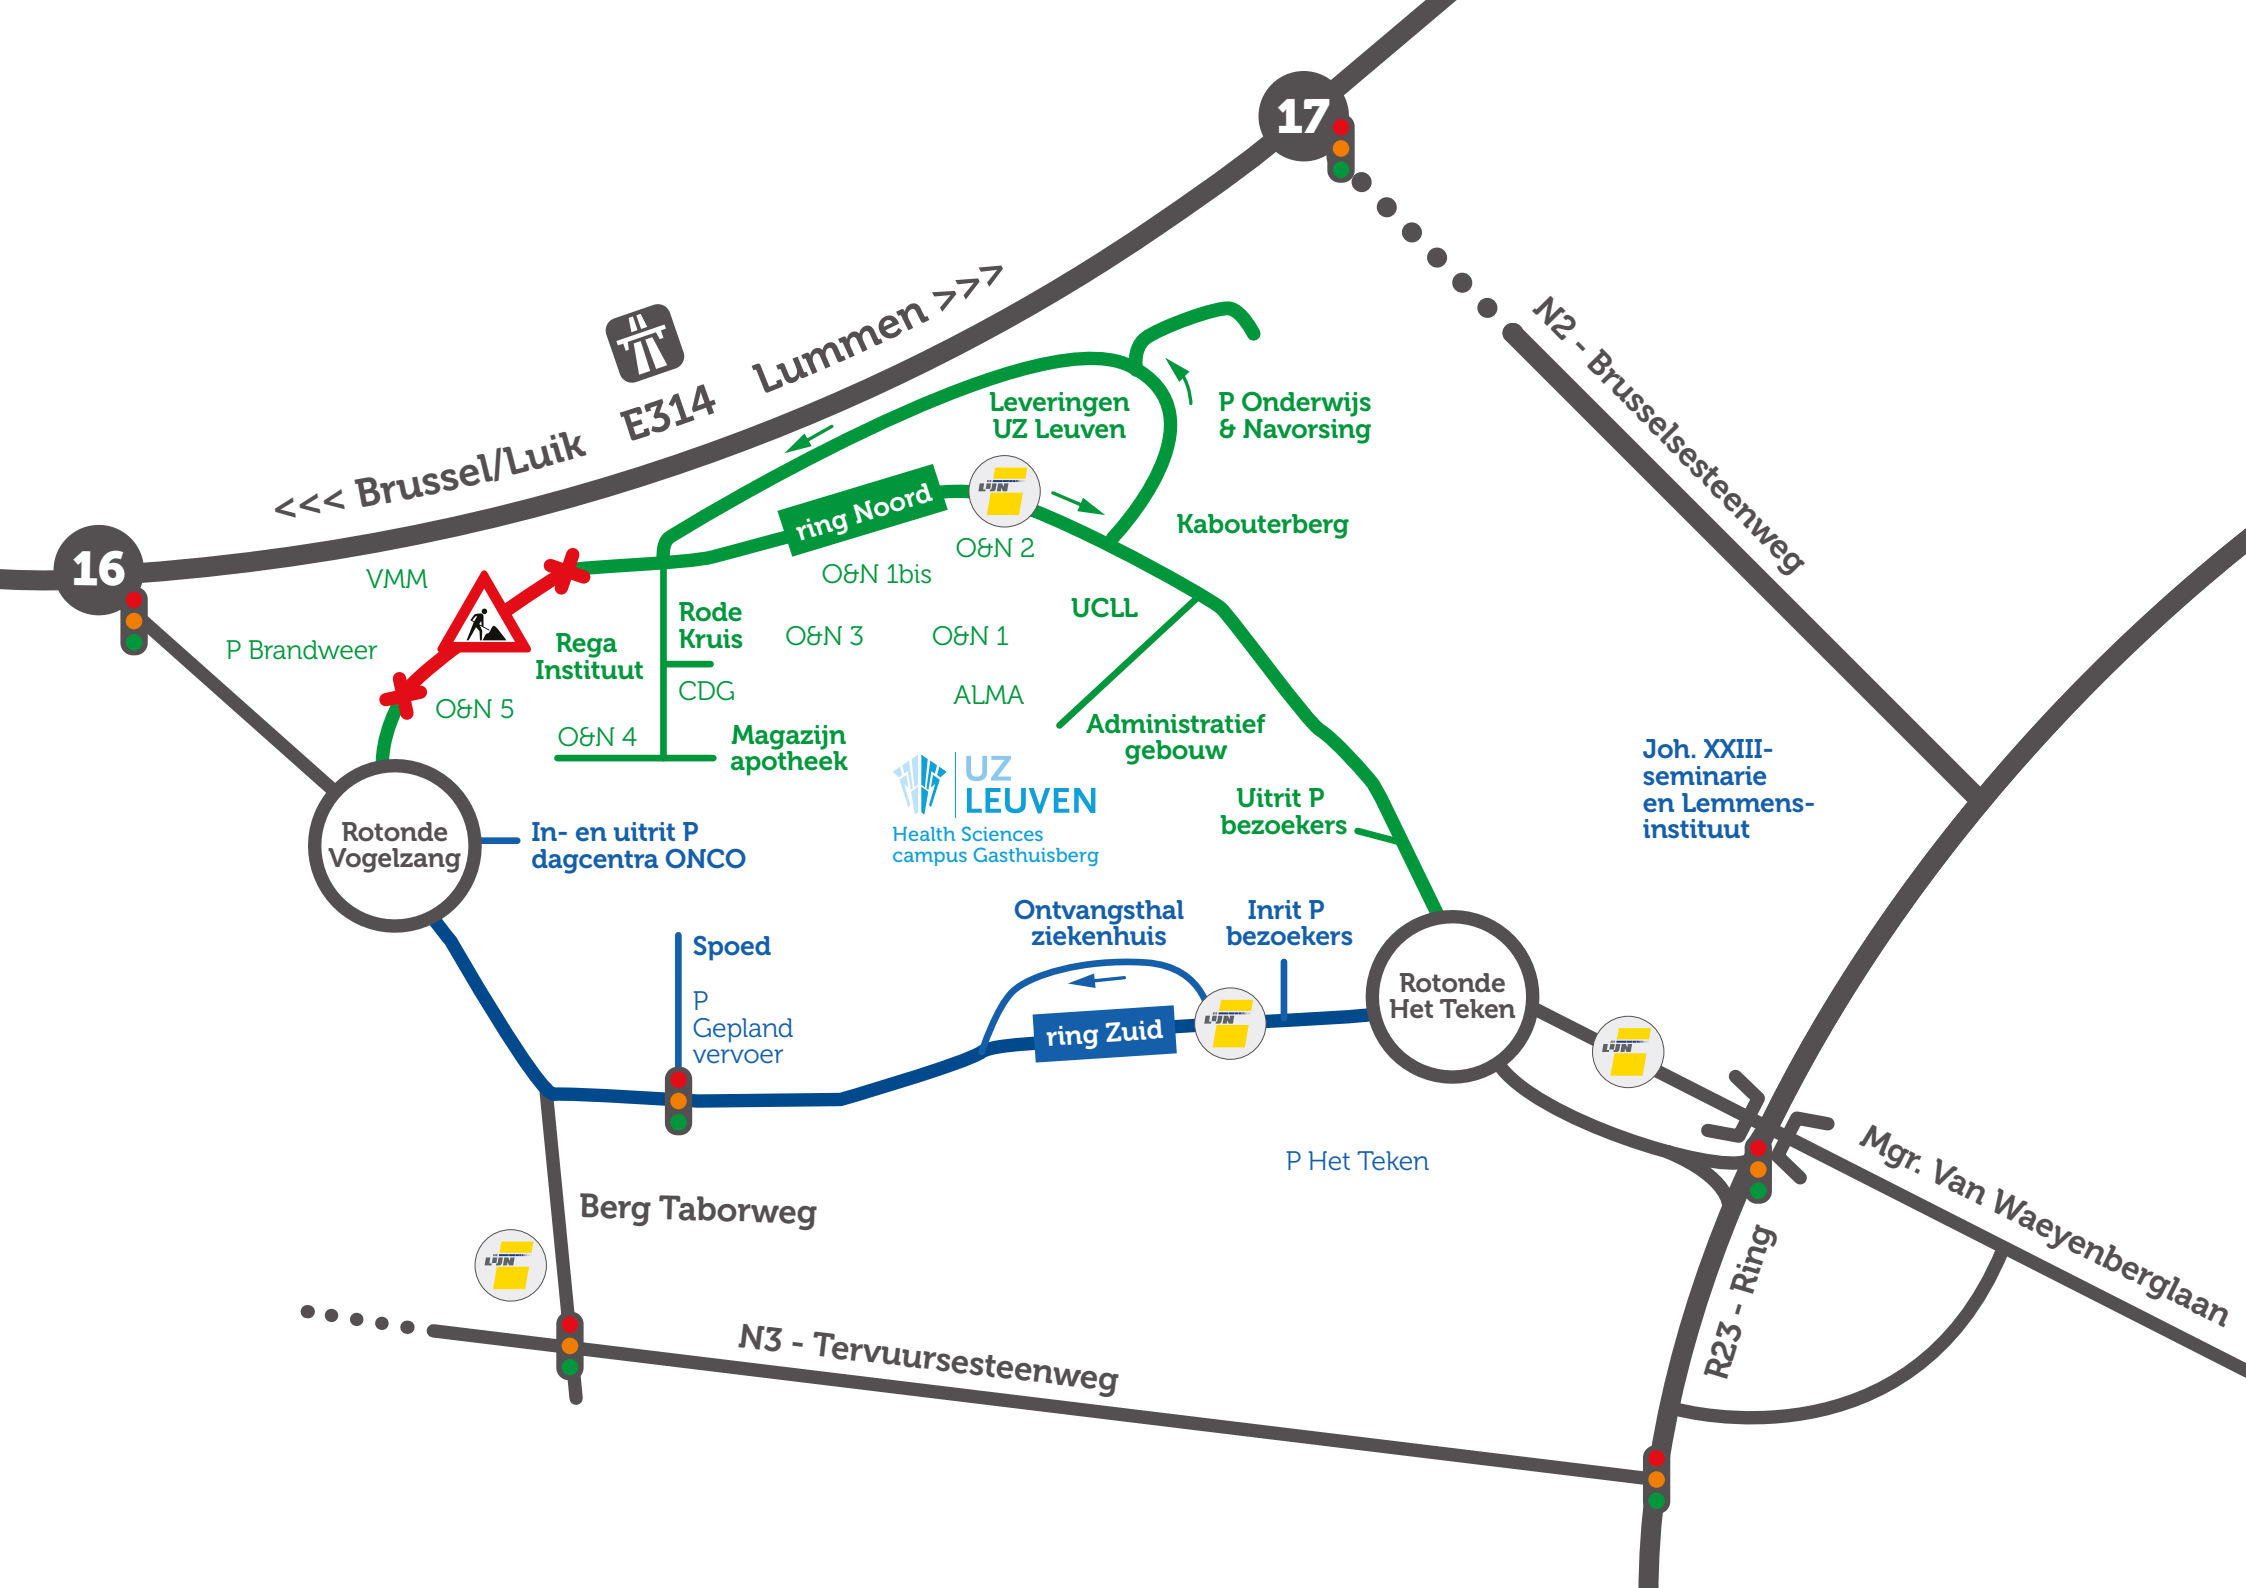 17
N2 - Brusselsesteenweg
<<< Brussel/Luik
E314
Lummen >>>
16
Leveringen
UZ Leuven
P Onderwijs
& Navorsing
ring Noord
LIJN
Kabouterberg
O&N 2
O&N 1bis
VMM
UCLL
Rode
Kruis
O&N 3
O&N 1
P Brandweer
Rega
Instituut
CDG
ALMA
O&N 5
O&N 4
Magazijn
apotheek
Administratief
gebouw
UZ
LEUVEN
Health Sciences
campus Gasthuisberg
Joh. XXIII-
seminarie
en Lemmens-
instituut
Uitrit P
bezoekers
Rotonde
Vogelzang
In- en uitrit P
dagcentra ONCO
Ontvangsthal
ziekenhuis
Inrit P
bezoekers
Spoed
P
Gepland
vervoer
Rotonde
Het Teken
ring Zuid
LIJN
LIJN
P Het Teken
Mgr. Van Waeyenberglaan
Berg Taborweg
LIJN
R23 - Ring
N3 - Tervuursesteenweg